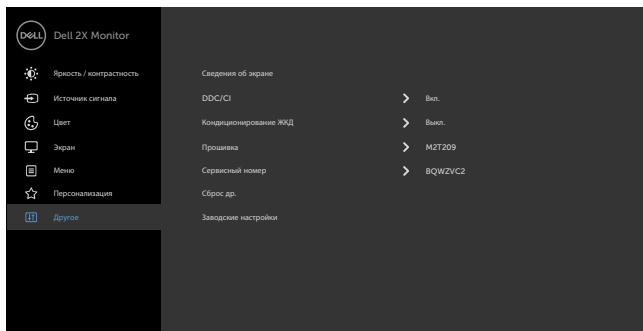 DELL
Dell 2X Monitor
Яркость / контрастность
Сведения об экране
Источник сигнала
DDC/CI
Вкл.
Цвет
Кондиционирование ЖКД
Выкл.
Экран
Прошивка
M2T209
Меню
Сервисный номер
BQWZVC2
Персонализация
Сброс др.
Другое
Заводские настройки